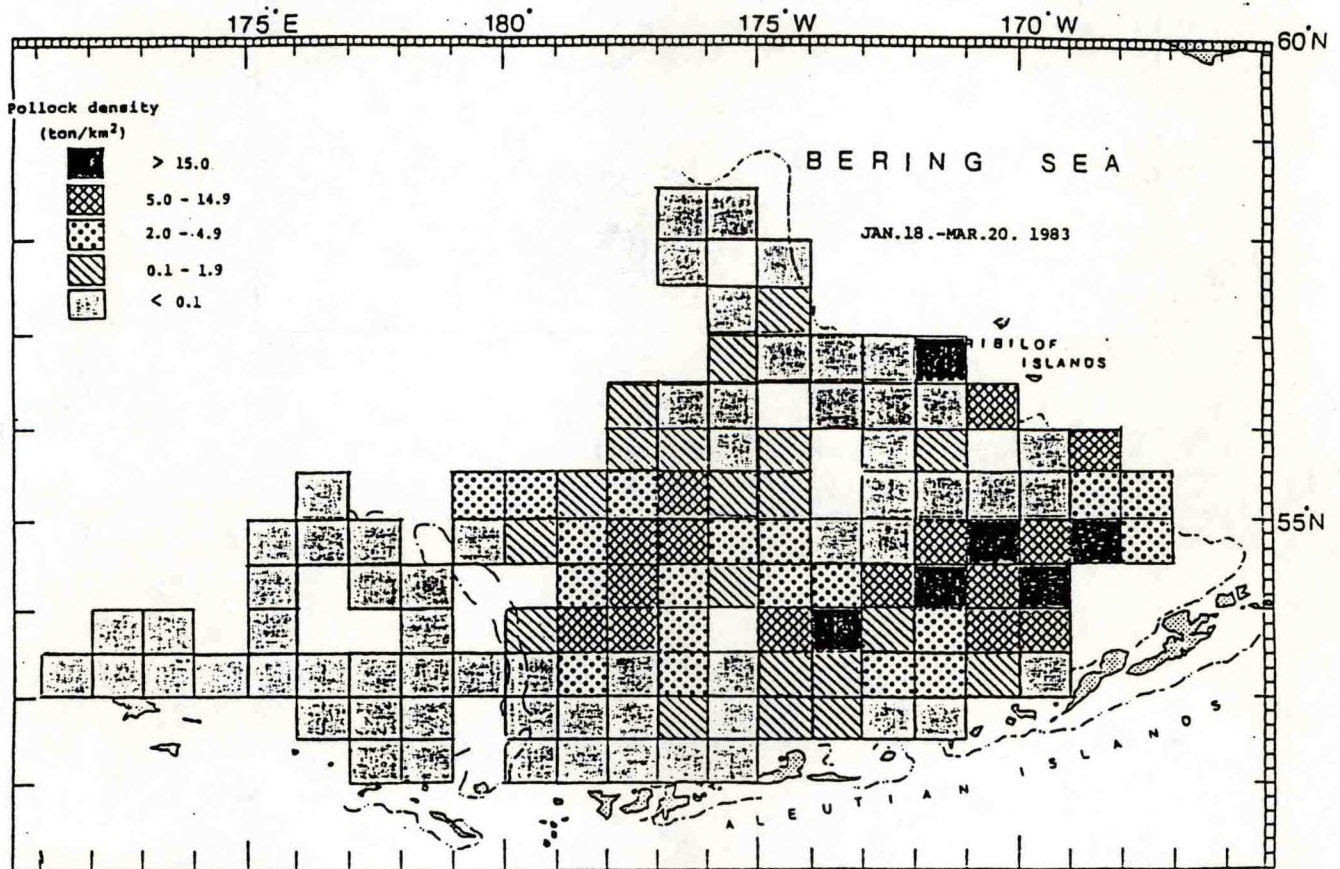 175°E 180° 175°W 170°W
60°N
Pollock density
(ton/km²)
> 15.0
5.0 - 14.9
2.0 - 4.9
0.1 - 1.9
< 0.1
BERING SEA
JAN.18.-MAR.20. 1983
RIBILOF
ISLANDS
55°N
ALEUTIAN ISLANDS